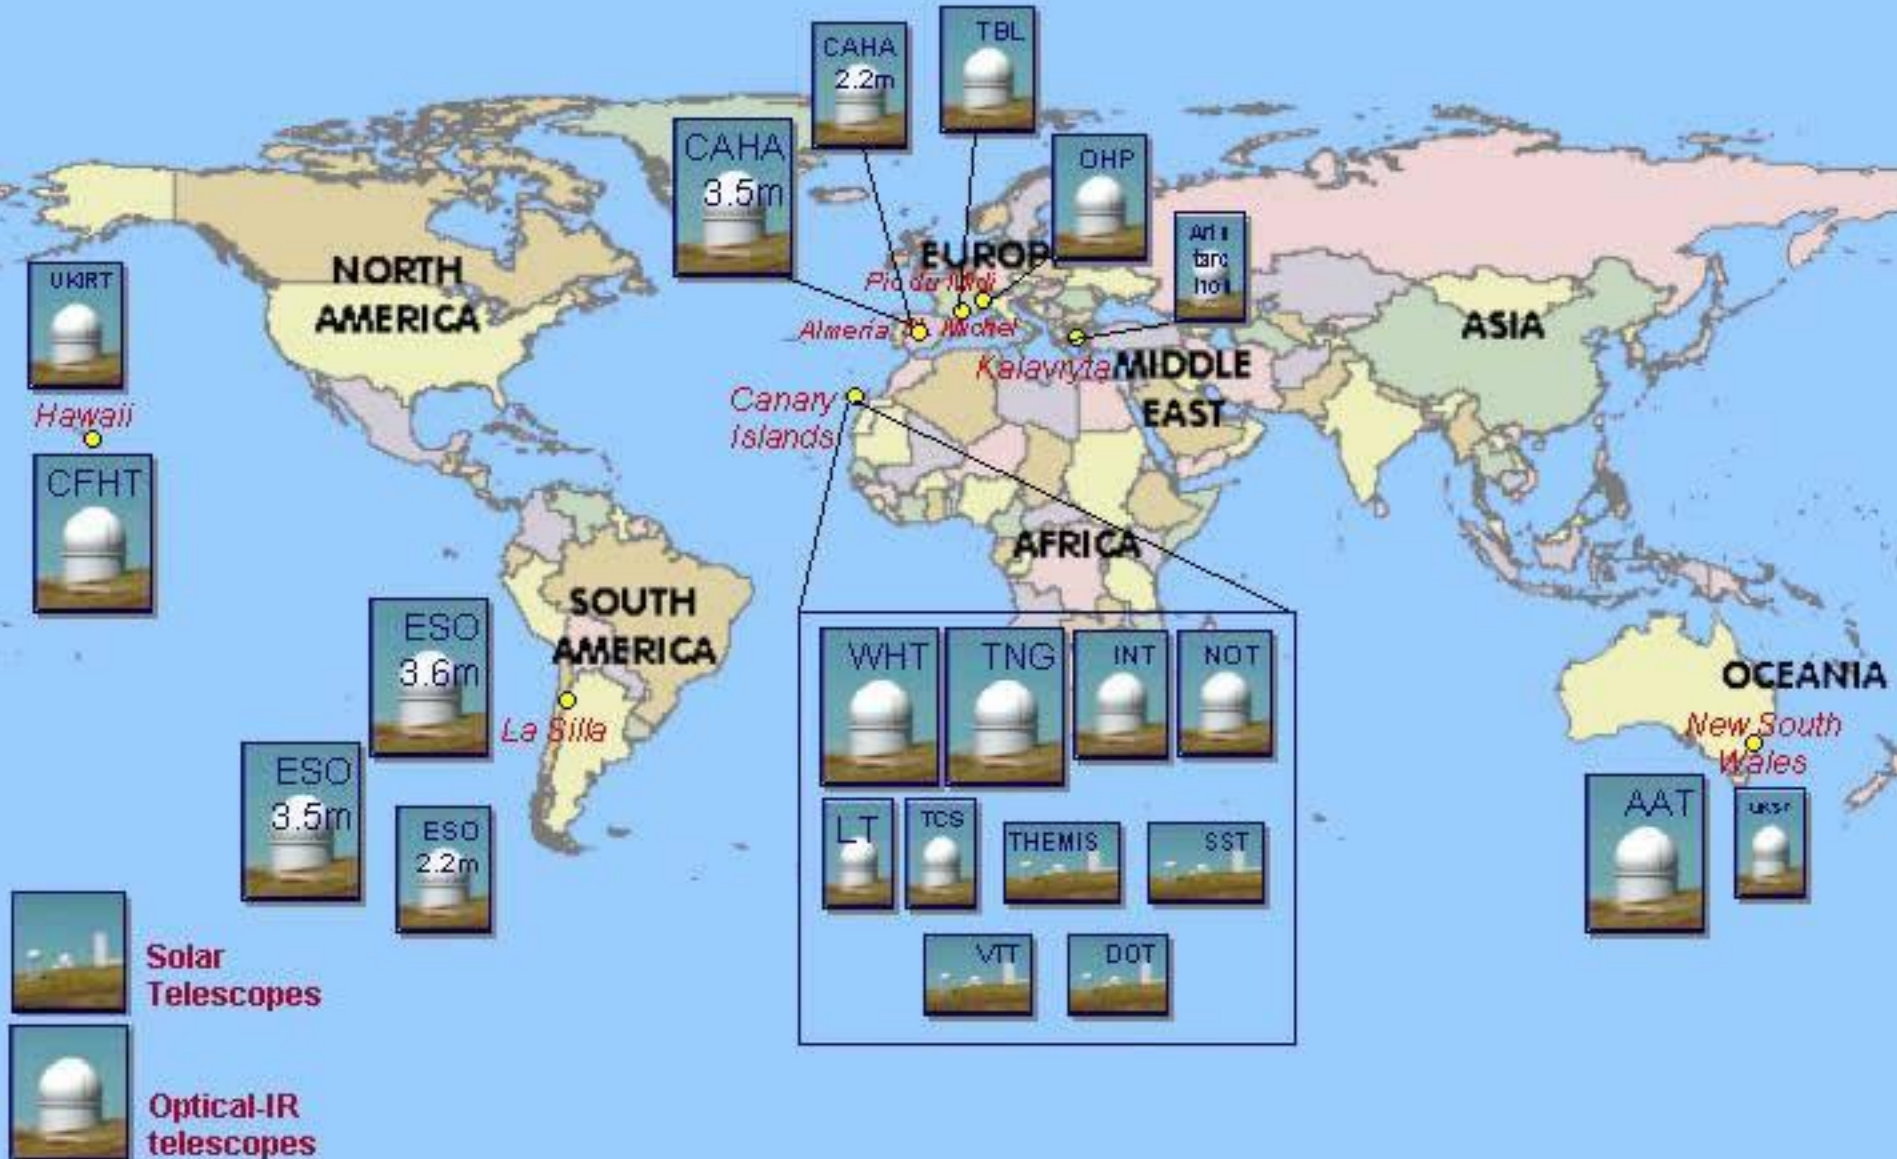 CAHA
2.2m
TBL
CAHA
3.5m
OHP
UKIRT
NORTH
AMERICA
EUROP
Pic du Midi
Almería
Michel
Kalavryta
MIDDLE
EAST
ASIA
Hawaii
Canary
Islands
CFHT
AFRICA
SOUTH
AMERICA
ESO
3.6m
La Silla
ESO
3.5m
ESO
2.2m
WHT
TNG
INT
NOT
LT
TCS
THEMIS
SST
VTT
DOT
OCEANIA
New South
Wales
AAT
Solar
Telescopes
Optical-IR
telescopes